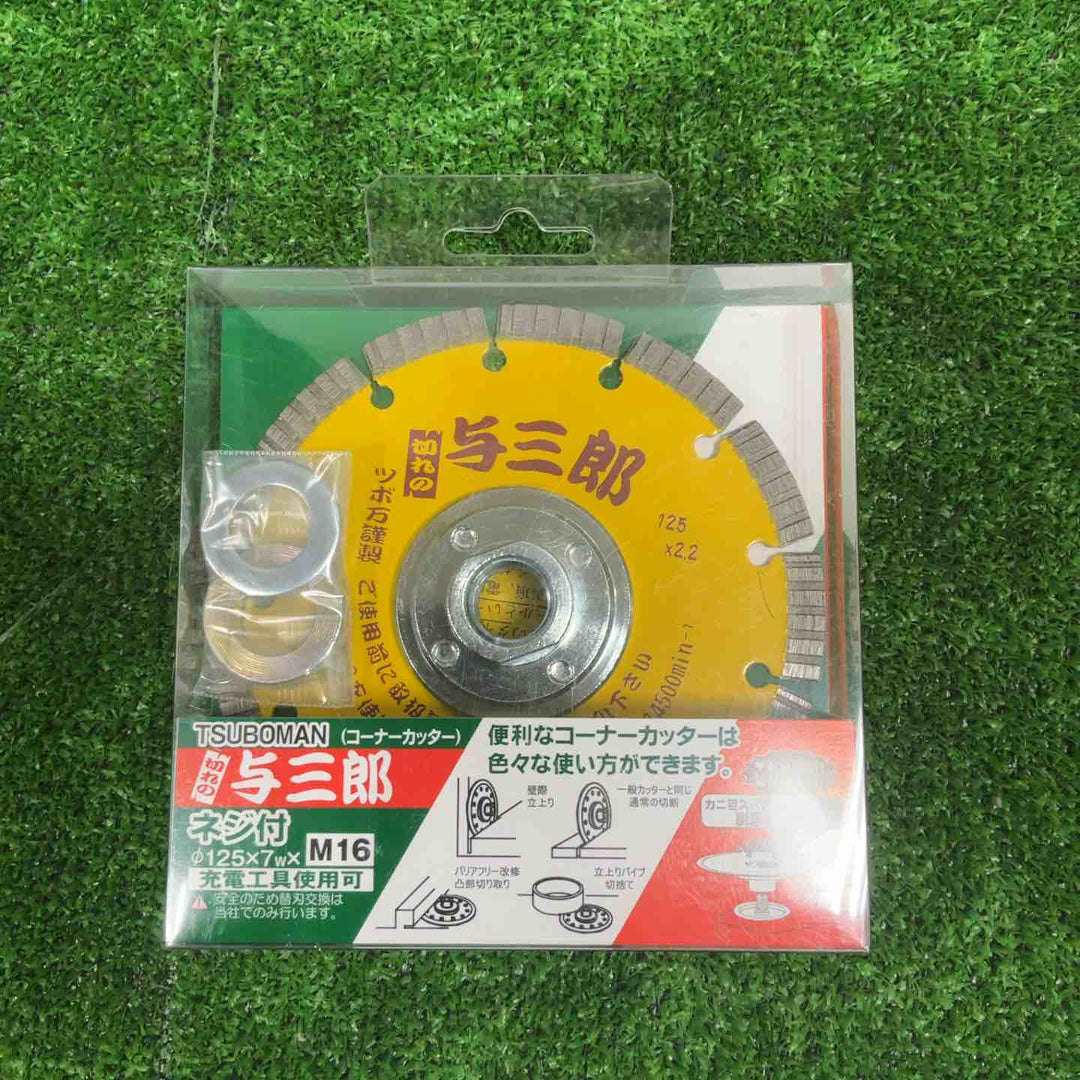 切れの
与三郎
125
x2.2
ツボ万謹製
TSUBOMAN
(コーナーカッター)
切れの
与三郎
ネジ付
φ125×7w×M16
充電工具使用可
安全のため替刃交換は
当社でのみ行います。
便利なコーナーカッターは
色々な使い方ができます。
壁際
立上り
一般カッターと同じ
通常の切断
バリアフリー改修
凸部切り取り
立上りパイプ
切捨て